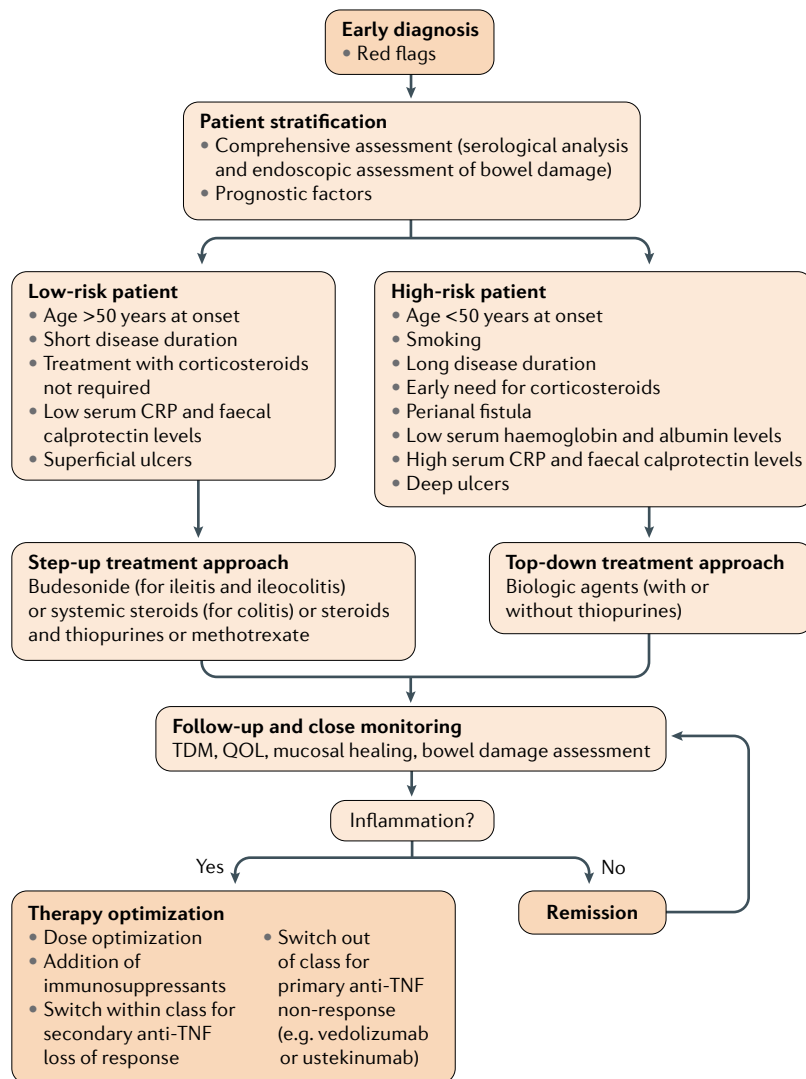 Early diagnosis
• Red flags
Patient stratification
• Comprehensive assessment (serological analysis
and endoscopic assessment of bowel damage)
• Prognostic factors
Low-risk patient
• Age >50 years at onset
• Short disease duration
• Treatment with corticosteroids
not required
• Low serum CRP and faecal
calprotectin levels
• Superficial ulcers
High-risk patient
• Age <50 years at onset
• Smoking
• Long disease duration
• Early need for corticosteroids
• Perianal fistula
• Low serum haemoglobin and albumin levels
• High serum CRP and faecal calprotectin levels
• Deep ulcers
Step-up treatment approach
Budesonide (for ileitis and ileocolitis)
or systemic steroids (for colitis) or steroids
and thiopurines or methotrexate
Top-down treatment approach
Biologic agents (with or
without thiopurines)
Follow-up and close monitoring
TDM, QOL, mucosal healing, bowel damage assessment
Inflammation?
Yes
No
Therapy optimization
• Dose optimization
• Addition of
immunosuppressants
• Switch within class for
secondary anti-TNF
loss of response
• Switch out
of class for
primary anti-TNF
non-response
(e.g. vedolizumab
or ustekinumab)
Remission